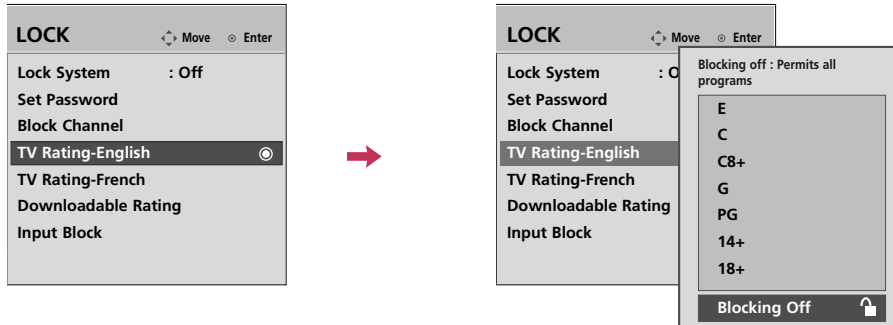 LOCK Move Enter
Lock System : Off
Set Password
Block Channel
TV Rating-English
TV Rating-French
Downloadable Rating
Input Block
LOCK Move Enter
Lock System : O
Set Password
Block Channel
TV Rating-English
TV Rating-French
Downloadable Rating
Input Block
Blocking off : Permits all
programs
E
C
C8+
G
PG
14+
18+
Blocking Off